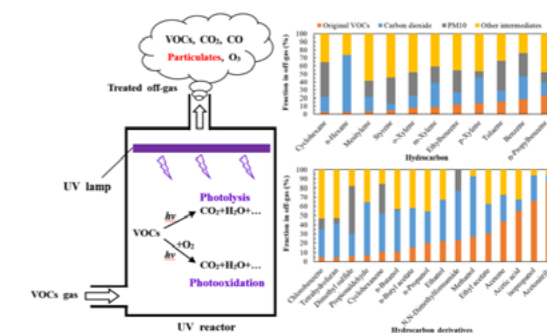 VOCs, CO₂, CO
Particulates, O₃
Treated off-gas
UV lamp
Photolysis
hv
CO₂+H₂O+…
VOCs
+O₂
hv
CO₂+H₂O+…
Photooxidation
VOCs gas
UV reactor
Original VOCs
Carbon dioxide
PM10
Other intermediates
Fraction in off-gas (%)
100
90
80
70
60
50
40
30
20
10
0
Cyclohexane
n-Hexane
Mesitylene
Styrene
o-Xylene
m-Xylene
Ethylbenzene
p-Xylene
Toluene
Benzene
n-Propylbenzene
Hydrocarbon
Fraction in off-gas (%)
100
90
80
70
60
50
40
30
20
10
0
Chlorobenzene
Tetrahydrofuran
Dimethyl sulfide
Propionaldehyde
Cyclohexanone
n-Butanol
n-Butyl acetate
n-Propanol
Ethanol
N,N-Dimethylformamide
Methanol
Ethyl acetate
Acetone
Acetic acid
isopropanol
Acetonitrile
Hydrocarbon derivatives